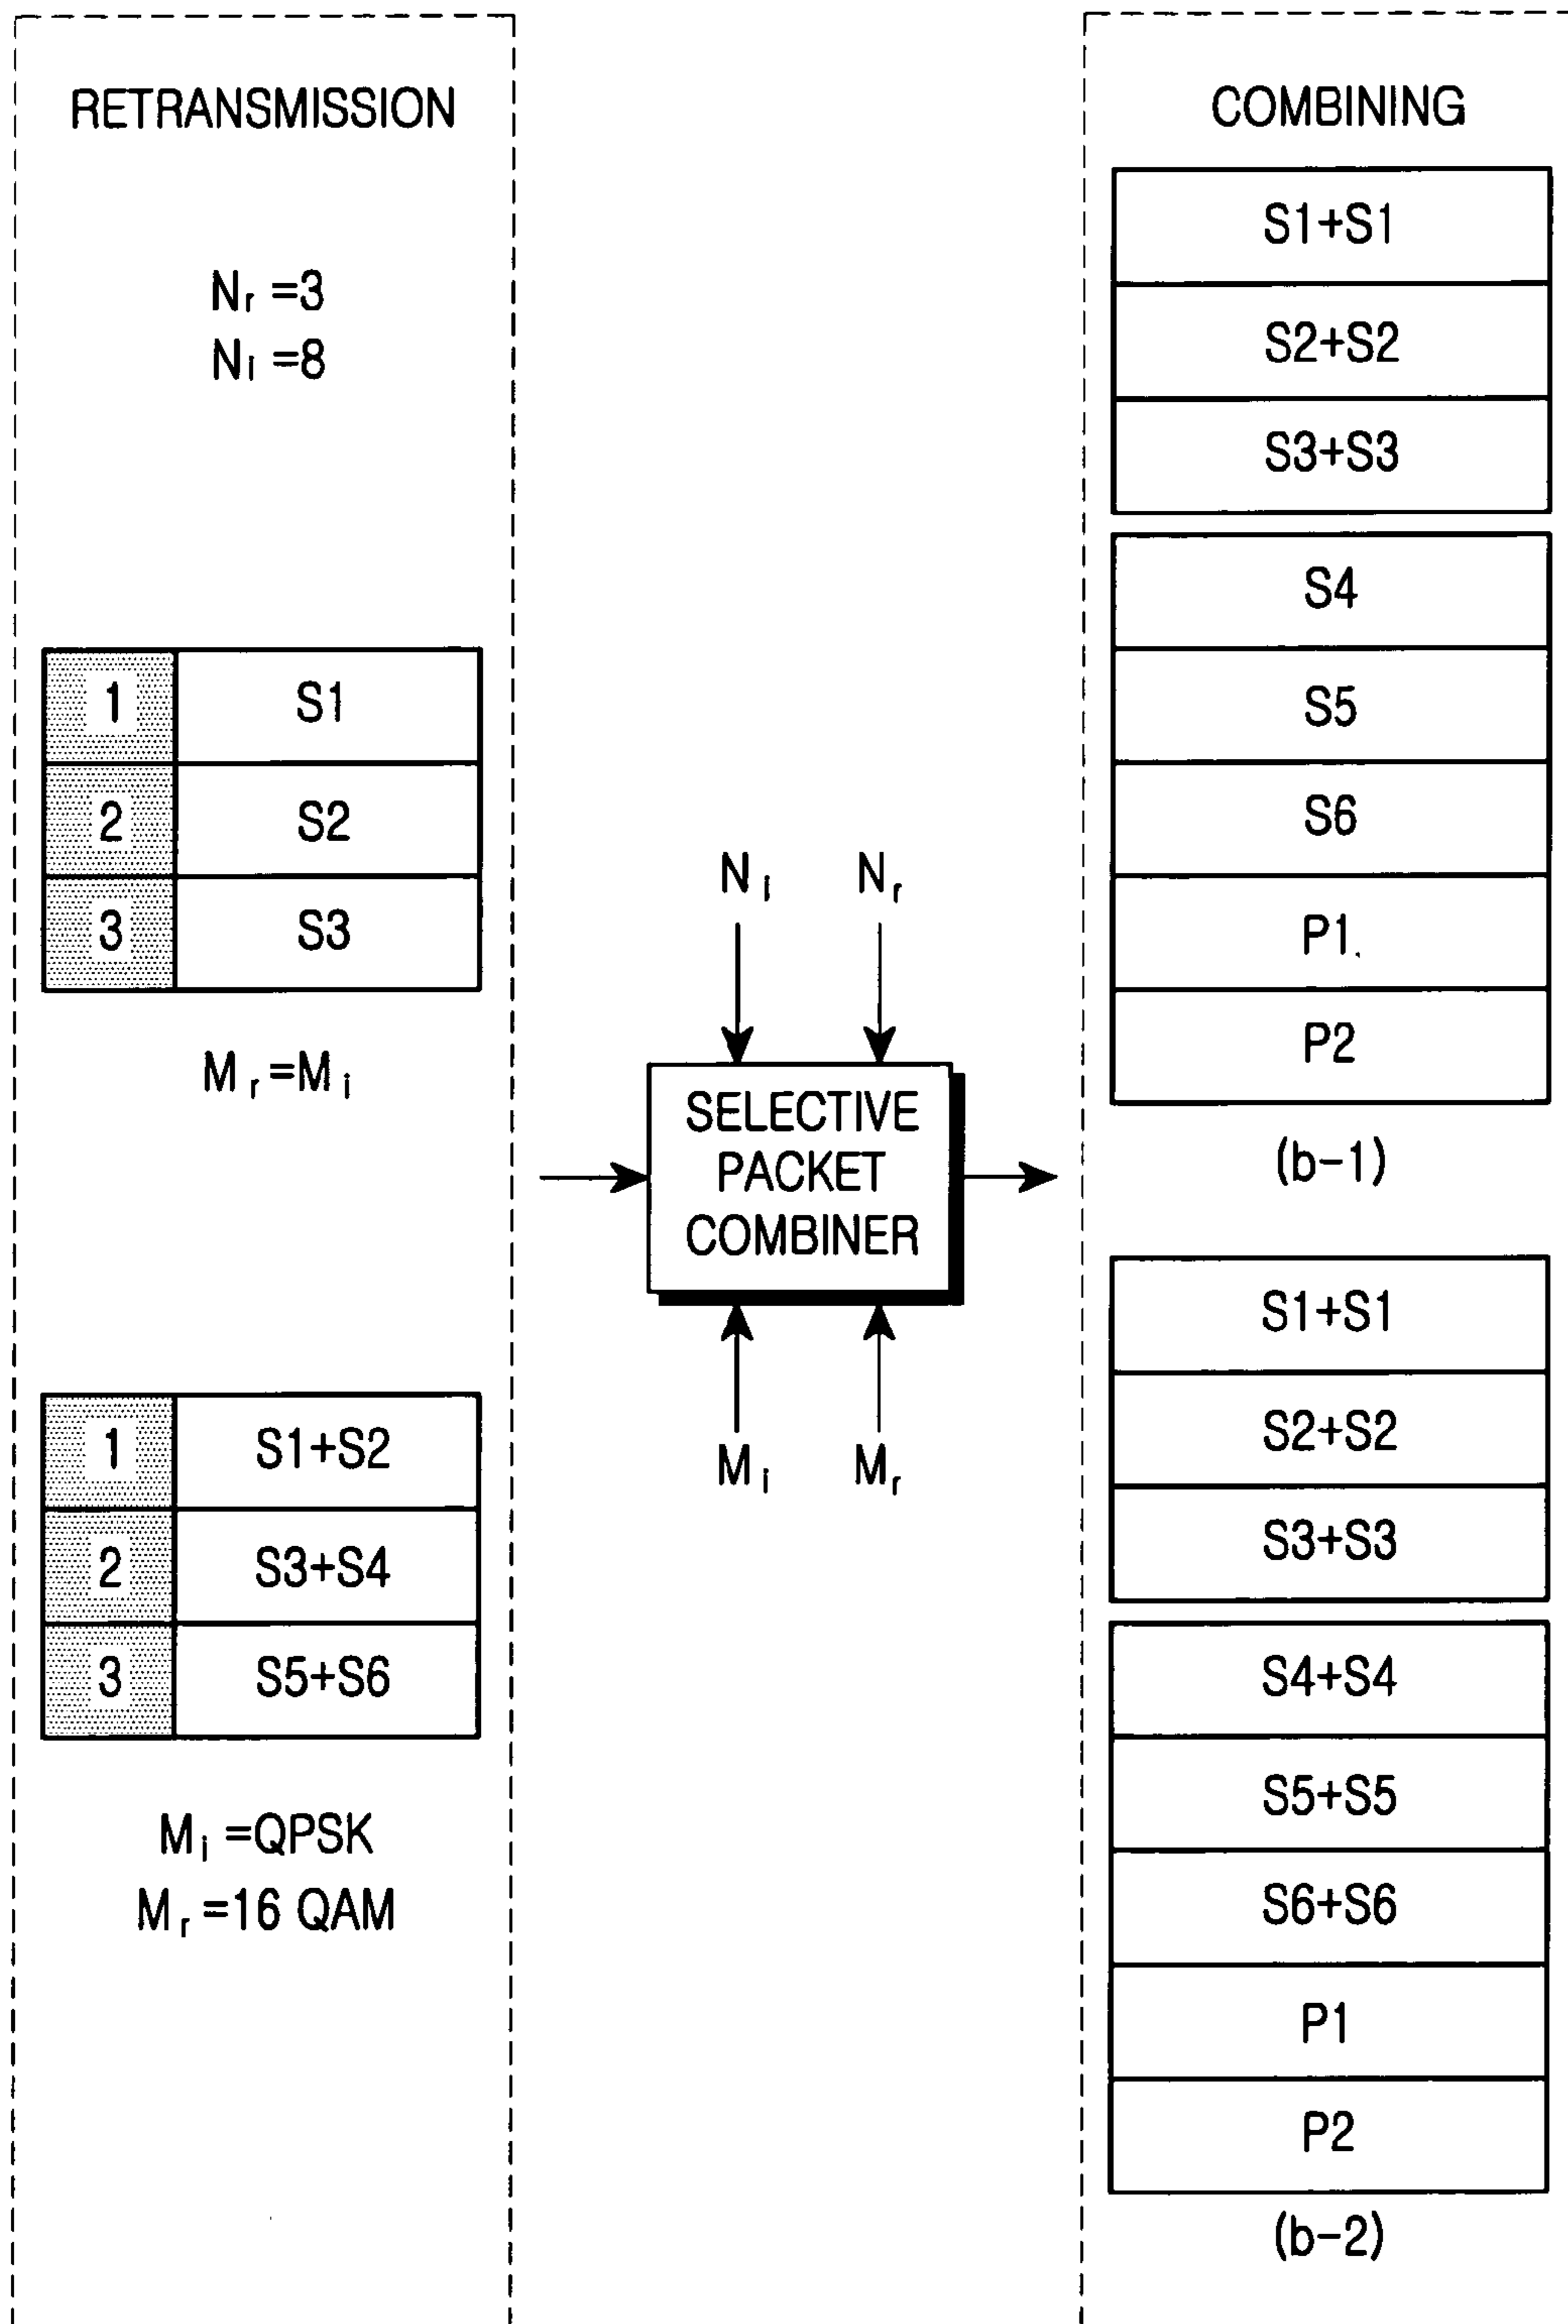 RETRANSMISSION
Nr =3
Ni =8
1 S1
2 S2
3 S3
Mr=Mi
1 S1+S2
2 S3+S4
3 S5+S6
Mi =QPSK
Mr =16 QAM
Ni Nr
SELECTIVE
PACKET
COMBINER
Mi Mr
COMBINING
S1+S1
S2+S2
S3+S3
S4
S5
S6
P1
P2
(b-1)
S1+S1
S2+S2
S3+S3
S4+S4
S5+S5
S6+S6
P1
P2
(b-2)